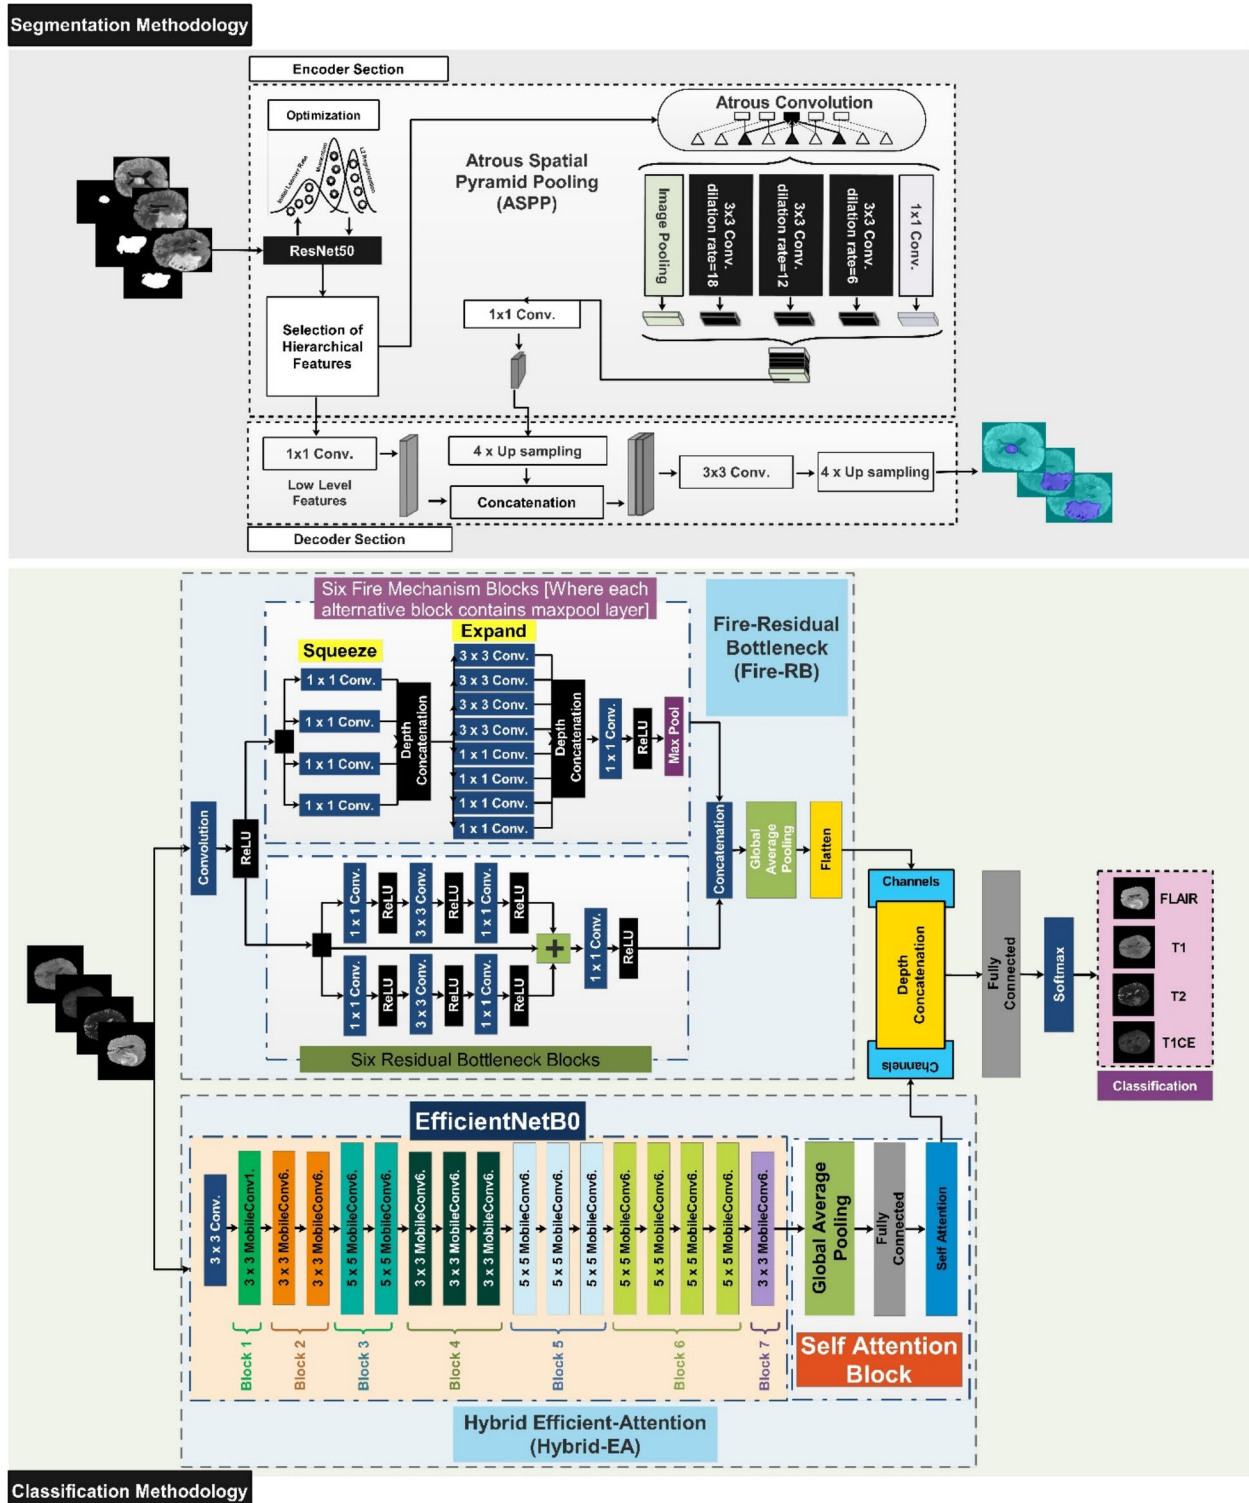 Segmentation Methodology
Encoder Section
Optimization
Initial Learner Rate
Momentum
L2 Regularization
ResNet50
Selection of
Hierarchical
Features
Atrous Spatial
Pyramid Pooling
(ASPP)
Atrous Convolution
Image Pooling
3x3 Conv.
dilation rate=18
3x3 Conv.
dilation rate=12
3x3 Conv.
dilation rate=6
1x1 Conv.
1x1 Conv.
1x1 Conv.
Low Level
Features
4 x Up sampling
Concatenation
3x3 Conv.
4 x Up sampling
Decoder Section
Six Fire Mechanism Blocks [Where each
alternative block contains maxpool layer]
Fire-Residual
Bottleneck
(Fire-RB)
Squeeze
Expand
1 x 1 Conv.
1 x 1 Conv.
1 x 1 Conv.
1 x 1 Conv.
Depth
Concatenation
3 x 3 Conv.
3 x 3 Conv.
3 x 3 Conv.
3 x 3 Conv.
1 x 1 Conv.
1 x 1 Conv.
1 x 1 Conv.
1 x 1 Conv.
Depth
Concatenation
1 x 1 Conv.
ReLU
Max Pool
Convolution
ReLU
1 x 1 Conv.
ReLU
3 x 3 Conv.
ReLU
1 x 1 Conv.
ReLU
+
1 x 1 Conv.
ReLU
1 x 1 Conv.
ReLU
3 x 3 Conv.
ReLU
1 x 1 Conv.
ReLU
Six Residual Bottleneck Blocks
Concatenation
Global
Average
Pooling
Flatten
Channels
Depth
Concatenation
Channels
Fully
Connected
Softmax
FLAIR
T1
T2
T1CE
Classification
EfficientNetB0
3 x 3 Conv.
3 x 3 MobileConv1.
3 x 3 MobileConv6.
3 x 3 MobileConv6.
5 x 5 MobileConv6.
5 x 5 MobileConv6.
3 x 3 MobileConv6.
3 x 3 MobileConv6.
3 x 3 MobileConv6.
5 x 5 MobileConv6.
5 x 5 MobileConv6.
5 x 5 MobileConv6.
5 x 5 MobileConv6.
5 x 5 MobileConv6.
5 x 5 MobileConv6.
5 x 5 MobileConv6.
3 x 3 MobileConv6.
Block 1
Block 2
Block 3
Block 4
Block 5
Block 6
Block 7
Global Average
Pooling
Fully
Connected
Self Attention
Self Attention
Block
Hybrid Efficient-Attention
(Hybrid-EA)
Classification Methodology